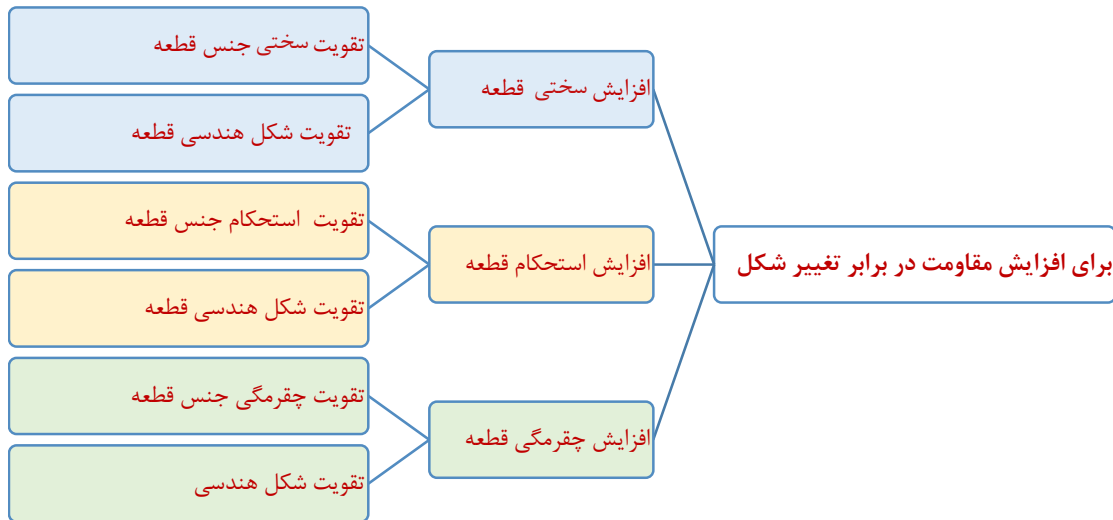 برای افزایش مقاومت در برابر تغییر شکل
افزایش سختی قطعه
تقویت سختی جنس قطعه
تقویت شکل هندسی قطعه
افزایش استحکام قطعه
تقویت استحکام جنس قطعه
تقویت شکل هندسی قطعه
افزایش چقرمگی قطعه
تقویت چقرمگی جنس قطعه
تقویت شکل هندسی